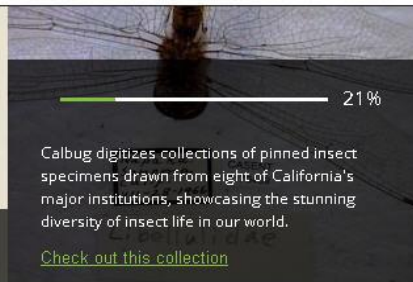 21%
Calbug digitizes collections of pinned insect
specimens drawn from eight of California's
major institutions, showcasing the stunning
diversity of insect life in our world.
Libellulidae
Check out this collection